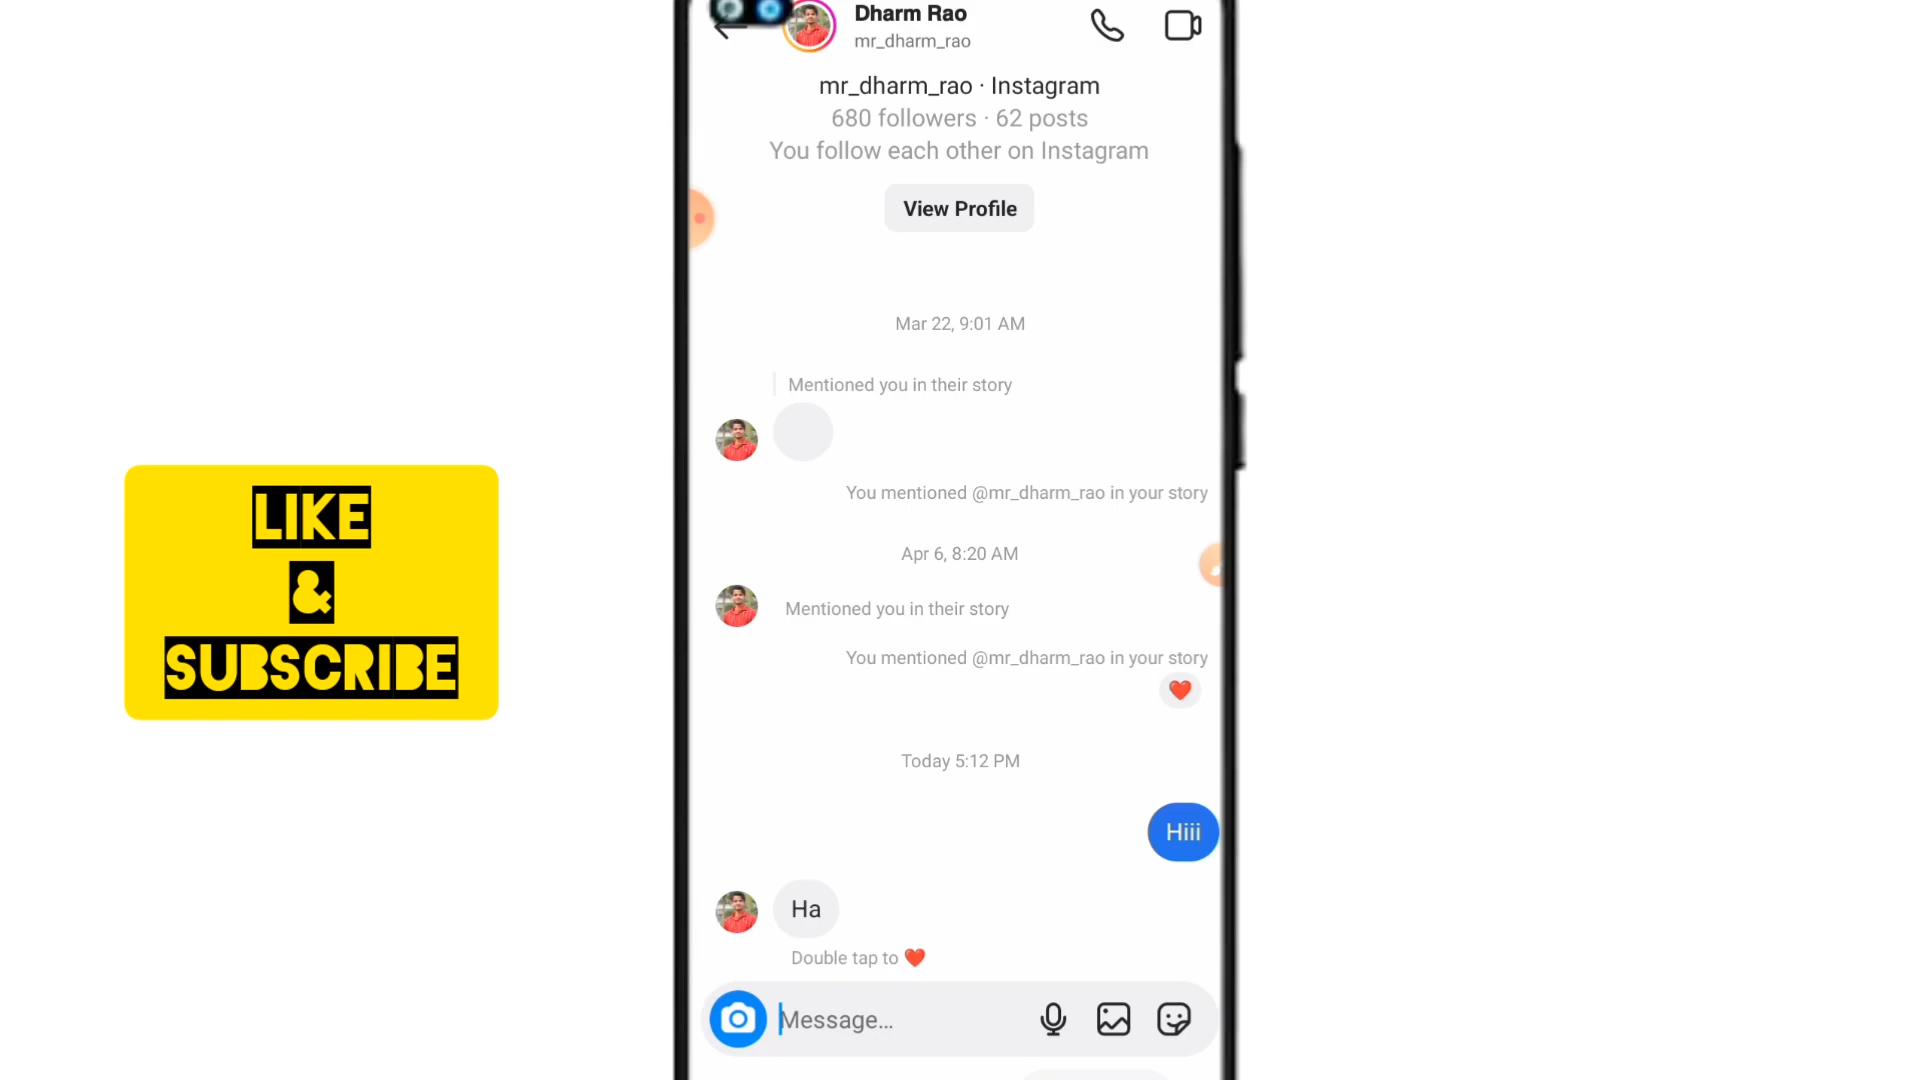 Dharm Rao
mr_dharm_rao
mr_dharm_rao · Instagram
680 followers · 62 posts
You follow each other on Instagram
View Profile
Mar 22, 9:01 AM
Mentioned you in their story
You mentioned @mr_dharm_rao in your story
Apr 6, 8:20 AM
Mentioned you in their story
You mentioned @mr_dharm_rao in your story
❤️
Today 5:12 PM
Hiii
Ha
Double tap to ❤️
Message...
LIKE
&
SUBSCRIBE